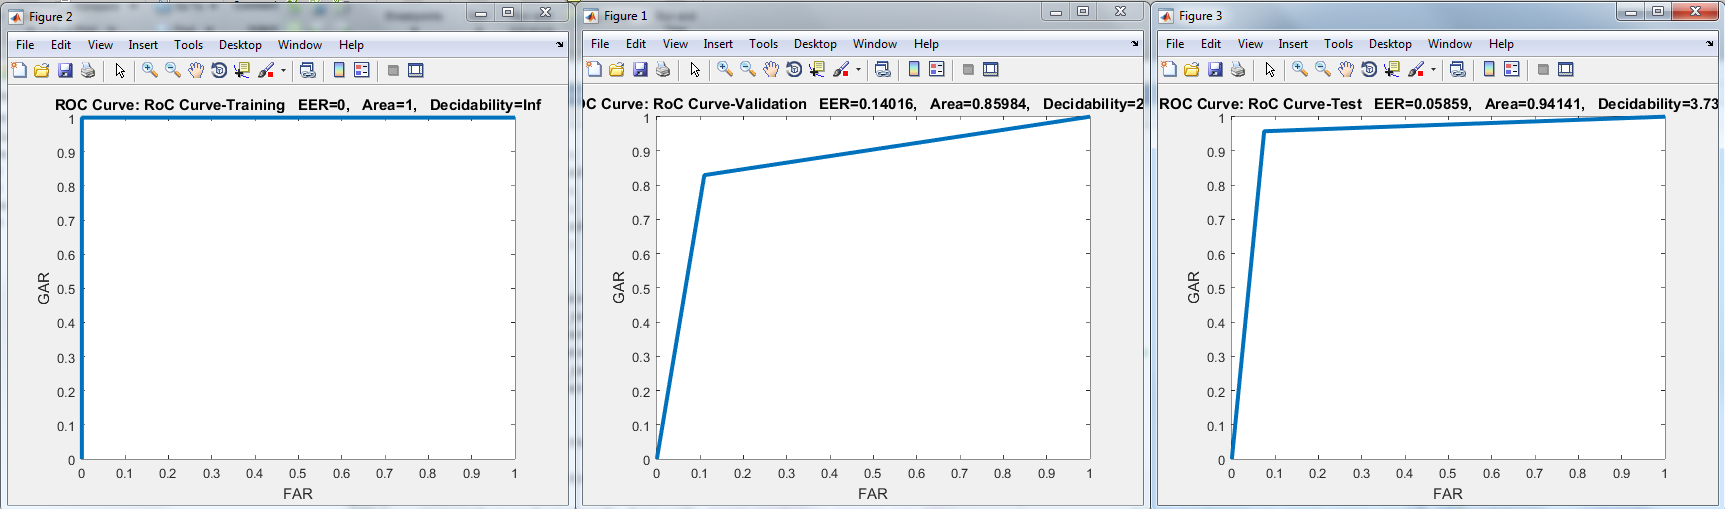 Figure 2
File Edit View Insert Tools Desktop Window Help
ROC Curve: RoC Curve-Training EER=0, Area=1, Decidability=Inf
1
0.9
0.8
0.7
0.6
0.5
0.4
0.3
0.2
0.1
0
GAR
0 0.1 0.2 0.3 0.4 0.5 0.6 0.7 0.8 0.9 1
FAR
Figure 1
File Edit View Insert Tools Desktop Window Help
OC Curve: RoC Curve-Validation EER=0.14016, Area=0.85984, Decidability=2
1
0.9
0.8
0.7
0.6
0.5
0.4
0.3
0.2
0.1
0
GAR
0 0.1 0.2 0.3 0.4 0.5 0.6 0.7 0.8 0.9 1
FAR
Figure 3
File Edit View Insert Tools Desktop Window Help
ROC Curve: RoC Curve-Test EER=0.05859, Area=0.94141, Decidability=3.73
1
0.9
0.8
0.7
0.6
0.5
0.4
0.3
0.2
0.1
0
GAR
0 0.1 0.2 0.3 0.4 0.5 0.6 0.7 0.8 0.9 1
FAR